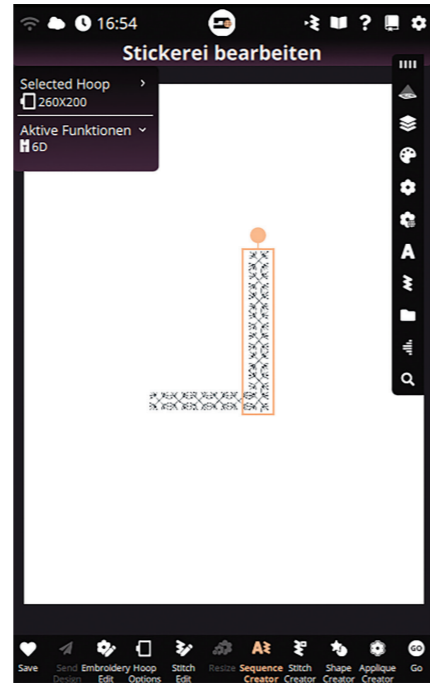 16:54
?
Stickerei bearbeiten
Selected Hoop
260X200
Aktive Funktionen
6D
A
GO
Save Send Design Embroidery Edit Hoop Options Stitch Edit Resize Sequence Creator Stitch Creator Shape Creator Applique Creator Go